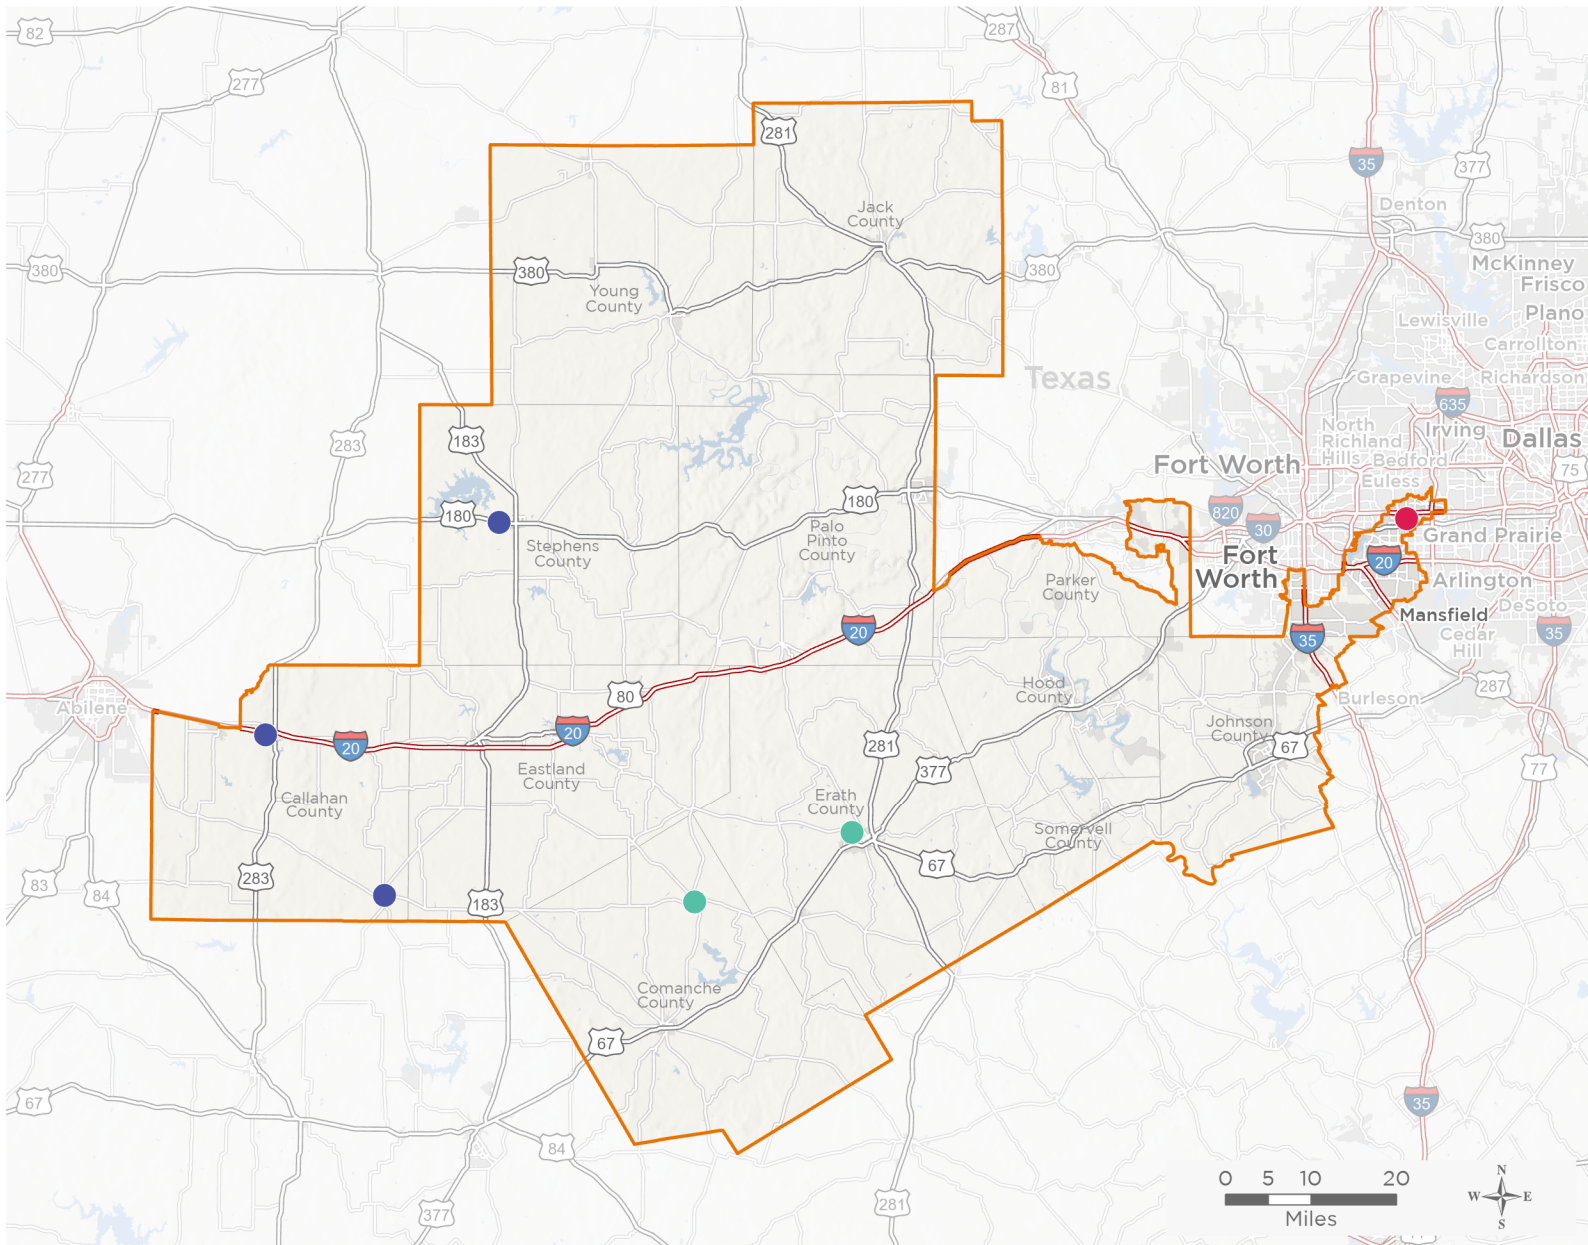 82
277
287
81
281
35
377
Jack
County
Denton
380
380
380
380
McKinney
Frisco
Young
County
Plano
Lewisville
Carrollton
Texas
Grapevine
Richardson
635
North
Richland
Hills
Irving
Dallas
183
283
277
Fort Worth
Bedford
Euless
75
180
180
820
30
Palo
Pinto
County
Stephens
County
Grand Prairie
Fort
Worth
20
Parker
County
Arlington
DeSoto
Mansfield
20
35
35
Cedar
Hill
Hood
County
287
80
Abilene
Burleson
20
20
281
Johnson
County
67
377
77
Eastland
County
Callahan
County
Erath
County
Somervell
County
67
283
83
84
183
Comanche
County
67
67
35
84
377
281
0 5 10 20
Miles
N
W E
S
77